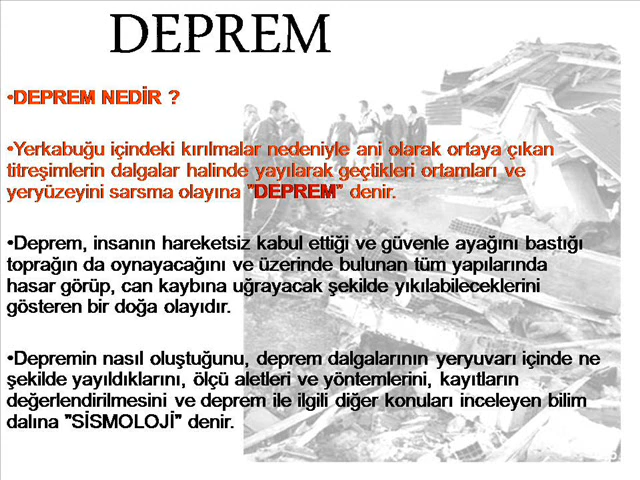 DEPREM
•DEPREM NEDİR ?
•Yerkabuğu içindeki kırılmalar nedeniyle ani olarak ortaya çıkan
titreşimlerin dalgalar halinde yayılarak geçtikleri ortamları ve
yeryüzeyini sarsma olayına "DEPREM" denir.
•Deprem, insanın hareketsiz kabul ettiği ve güvenle ayağını bastığı
toprağın da oynayacağını ve üzerinde bulunan tüm yapılarında
hasar görüp, can kaybına uğrayacak şekilde yıkılabileceklerini
gösteren bir doğa olayıdır.
•Depremin nasıl oluştuğunu, deprem dalgalarının yeryuvarı içinde ne
şekilde yayıldıklarını, ölçü aletleri ve yöntemlerini, kayıtların
değerlendirilmesini ve deprem ile ilgili diğer konuları inceleyen bilim
dalına "SİSMOLOJİ" denir.